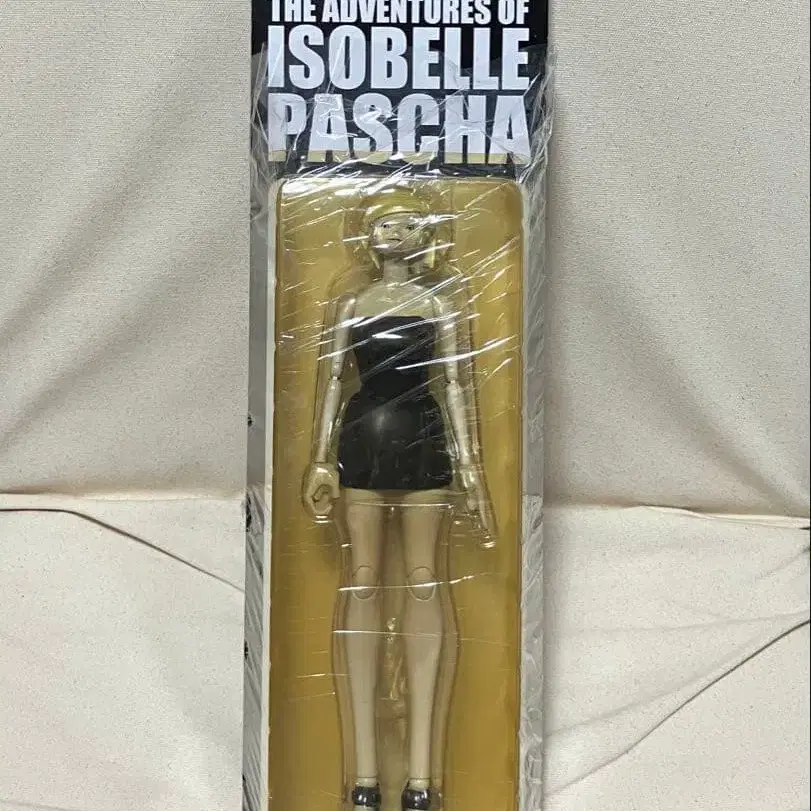 THE ADVENTURES OF
ISOBELLE
PASCHA